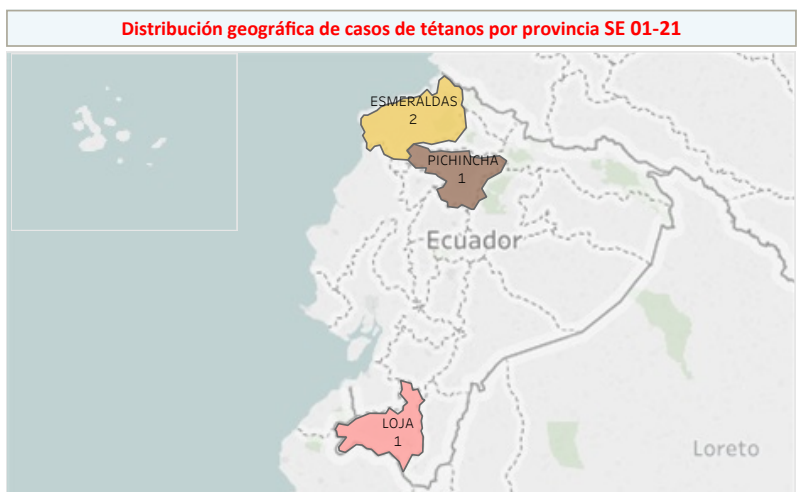 Distribución geográfica de casos de tétanos por provincia SE 01-21
ESMERALDAS
2
PICHINCHA
1
Ecuador
LOJA
1
Loreto